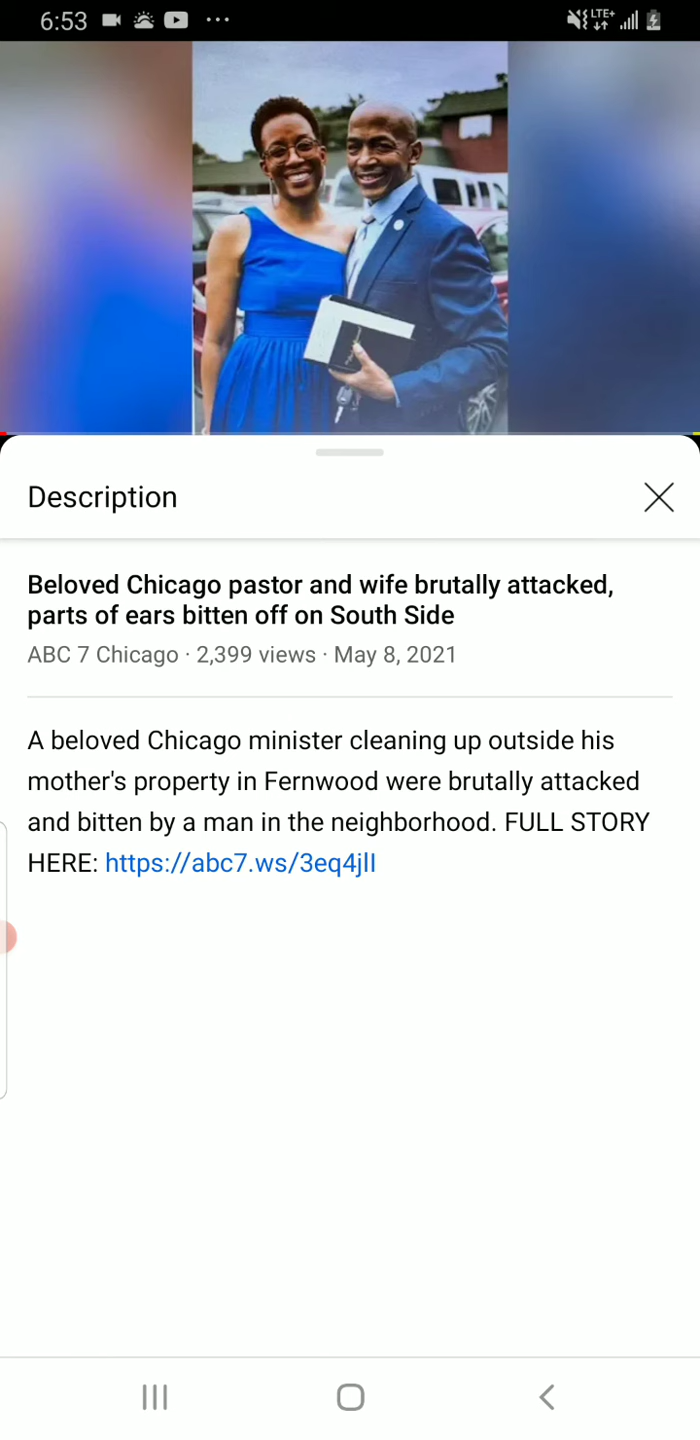 6:53
LTE+
Description
Beloved Chicago pastor and wife brutally attacked,
parts of ears bitten off on South Side
ABC 7 Chicago · 2,399 views · May 8, 2021
A beloved Chicago minister cleaning up outside his
mother's property in Fernwood were brutally attacked
and bitten by a man in the neighborhood. FULL STORY
HERE: https://abc7.ws/3eq4jlI